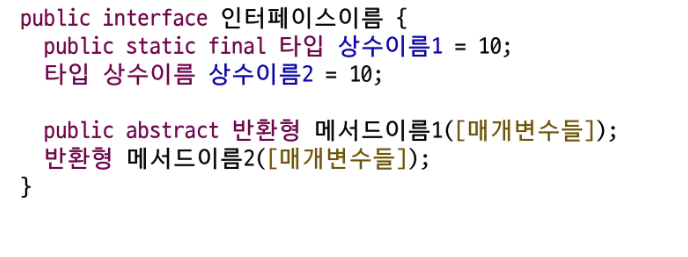 public interface 인터페이스이름 {
  public static final 타입 상수이름1 = 10;
  타입 상수이름 상수이름2 = 10;

  public abstract 반환형 메서드이름1([매개변수들]);
  반환형 메서드이름2([매개변수들]);
}